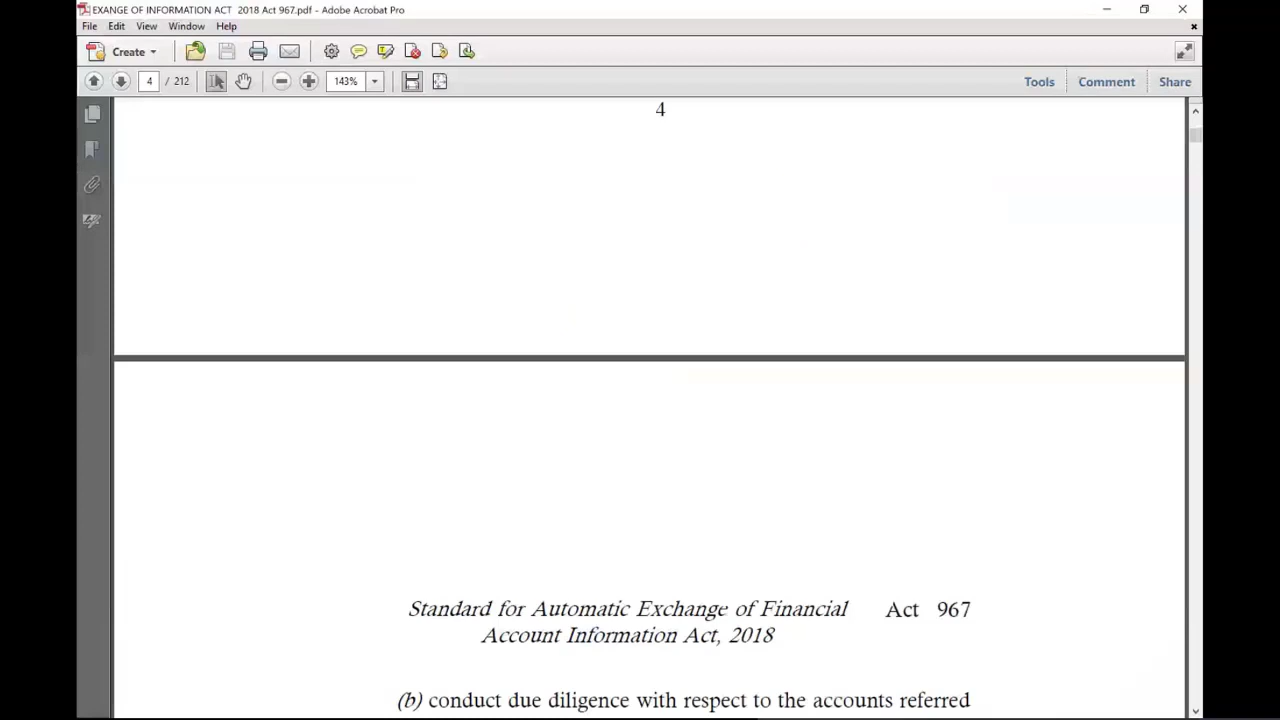 EXANGE OF INFORMATION ACT 2018 Act 967.pdf - Adobe Acrobat Pro
File Edit View Window Help
Create
4 / 212 143% Tools Comment Share
4
Standard for Automatic Exchange of Financial Act 967
Account Information Act, 2018
(b) conduct due diligence with respect to the accounts referred